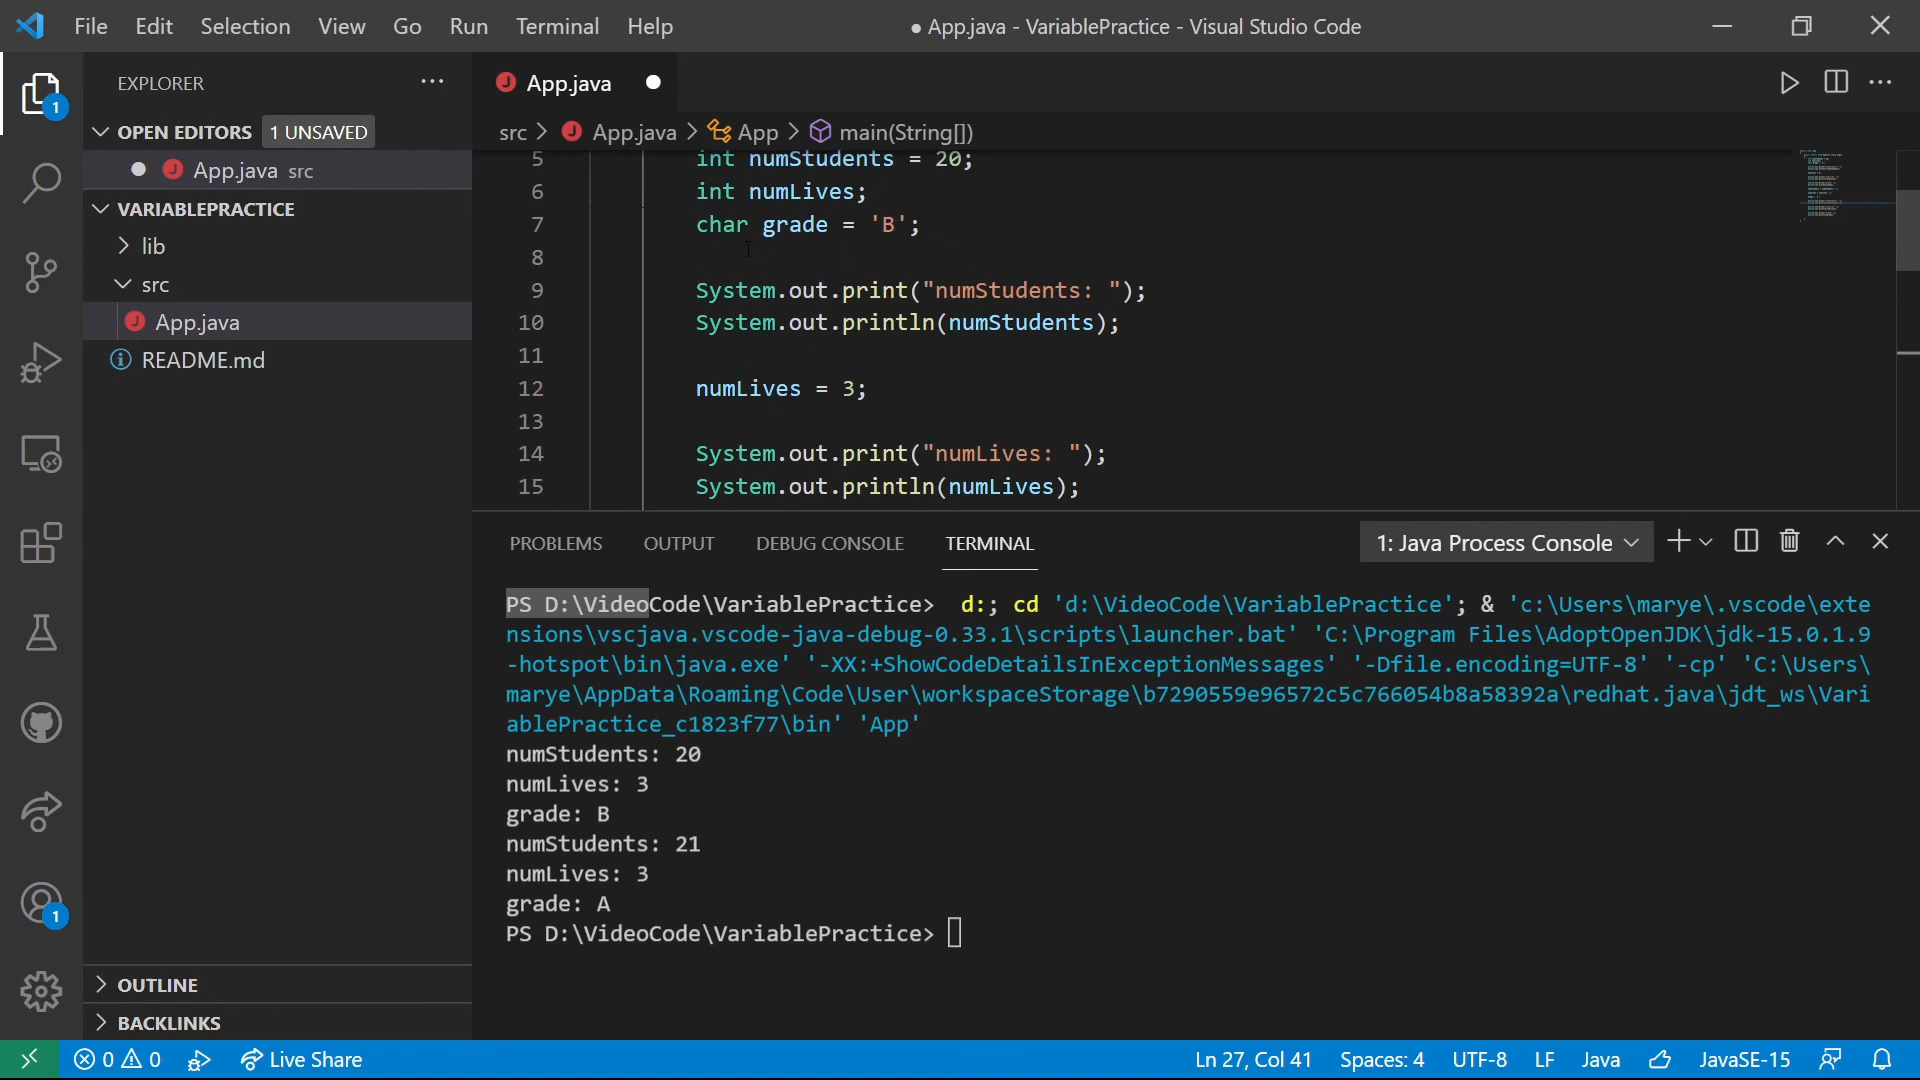 File Edit Selection View Go Run Terminal Help
● App.java - VariablePractice - Visual Studio Code
EXPLORER
OPEN EDITORS 1 UNSAVED
App.java src
VARIABLEPRACTICE
lib
src
App.java
README.md
OUTLINE
BACKLINKS
1
1
App.java
src > App.java > App > main(String[])
5 int numStudents = 20;
6 int numLives;
7 char grade = 'B';
8
9 System.out.print("numStudents: ");
10 System.out.println(numStudents);
11
12 numLives = 3;
13
14 System.out.print("numLives: ");
15 System.out.println(numLives);
PROBLEMS OUTPUT DEBUG CONSOLE TERMINAL 1: Java Process Console
PS D:\VideoCode\VariablePractice> d:; cd 'd:\VideoCode\VariablePractice'; & 'c:\Users\marye\.vscode\exte
nsions\vscjava.vscode-java-debug-0.33.1\scripts\launcher.bat' 'C:\Program Files\AdoptOpenJDK\jdk-15.0.1.9
-hotspot\bin\java.exe' '-XX:+ShowCodeDetailsInExceptionMessages' '-Dfile.encoding=UTF-8' '-cp' 'C:\Users\
marye\AppData\Roaming\Code\User\workspaceStorage\b7290559e96572c5c766054b8a58392a\redhat.java\jdt_ws\Vari
ablePractice_c1823f77\bin' 'App'
numStudents: 20
numLives: 3
grade: B
numStudents: 21
numLives: 3
grade: A
PS D:\VideoCode\VariablePractice>
0 0 Live Share Ln 27, Col 41 Spaces: 4 UTF-8 LF Java JavaSE-15